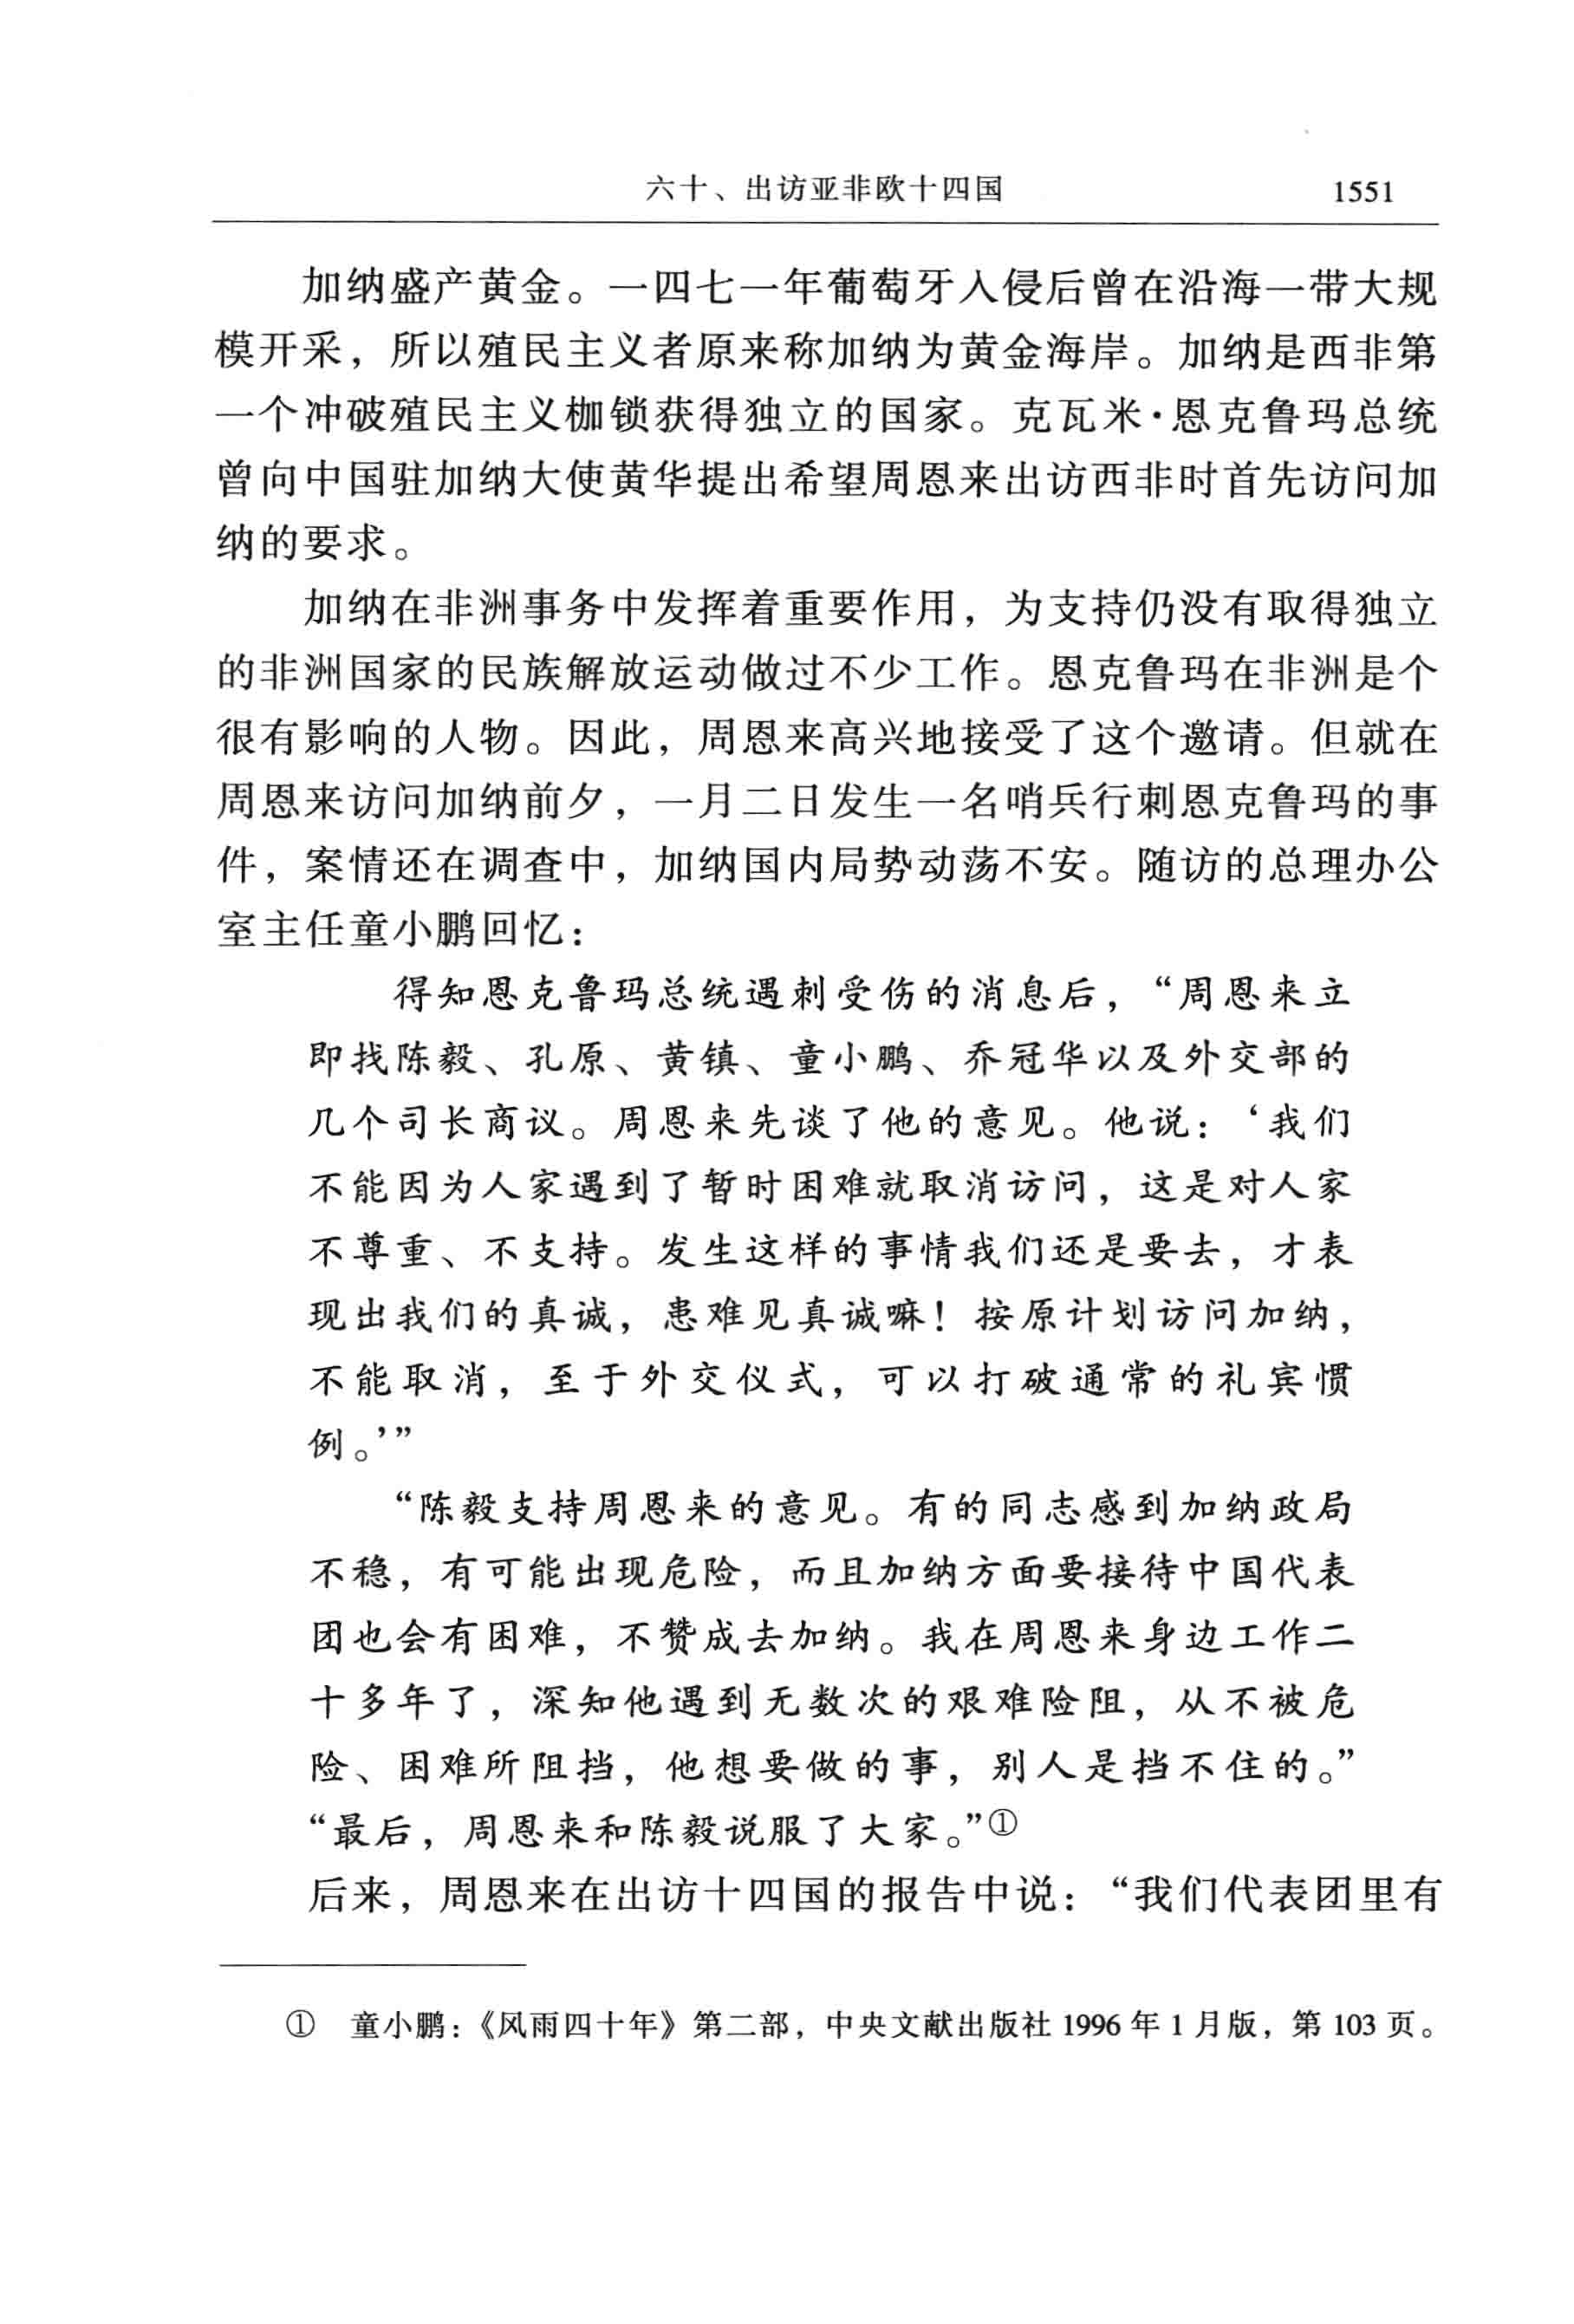 六十、出访亚非欧十四国 1551
加纳盛产黄金。一四七一年葡萄牙入侵后曾在沿海一带大规
模开采，所以殖民主义者原来称加纳为黄金海岸。加纳是西非第
一个冲破殖民主义枷锁获得独立的国家。克瓦米·恩克鲁玛总统
曾向中国驻加纳大使黄华提出希望周恩来出访西非时首先访问加
纳的要求。
加纳在非洲事务中发挥着重要作用，为支持仍没有取得独立
的非洲国家的民族解放运动做过不少工作。恩克鲁玛在非洲是个
很有影响的人物。因此，周恩来高兴地接受了这个邀请。但就在
周恩来访问加纳前夕，一月二日发生一名哨兵行刺恩克鲁玛的事
件，案情还在调查中，加纳国内局势动荡不安。随访的总理办公
室主任童小鹏回忆：
得知恩克鲁玛总统遇刺受伤的消息后，“周恩来立
即找陈毅、孔原、黄镇、童小鹏、乔冠华以及外交部的
几个司长商议。周恩来先谈了他的意见。他说：‘我们
不能因为人家遇到了暂时困难就取消访问，这是对人家
不尊重、不支持。发生这样的事情我们还是要去，才表
现出我们的真诚，患难见真诚嘛！按原计划访问加纳，
不能取消，至于外交仪式，可以打破通常的礼宾惯
例。’”
“陈毅支持周恩来的意见。有的同志感到加纳政局
不稳，有可能出现危险，而且加纳方面要接待中国代表
团也会有困难，不赞成去加纳。我在周恩来身边工作二
十多年了，深知他遇到无数次的艰难险阻，从不被危
险、困难所阻挡，他想要做的事，别人是挡不住的。”
“最后，周恩来和陈毅说服了大家。”①
后来，周恩来在出访十四国的报告中说：“我们代表团里有
① 童小鹏：《风雨四十年》第二部，中央文献出版社 1996 年 1 月版，第 103 页。